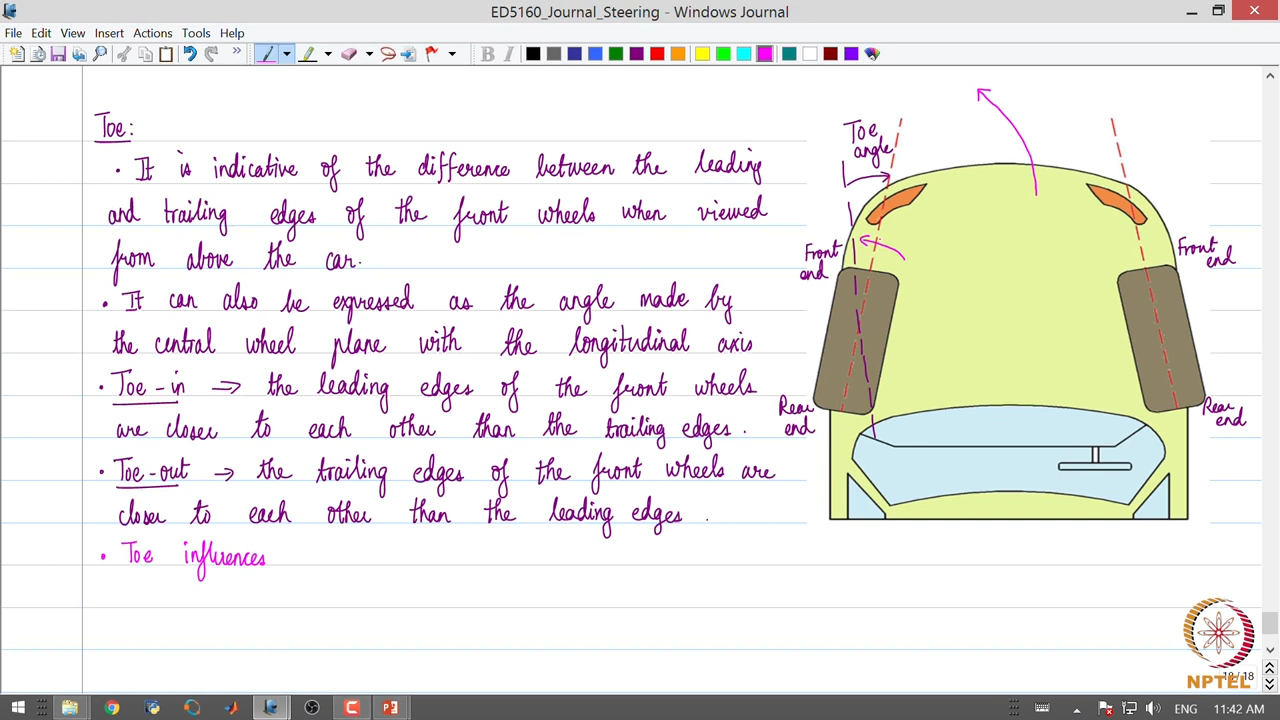 ED5160_Journal_Steering - Windows Journal
File Edit View Insert Actions Tools Help
B I
Toe:
• It is indicative of the difference between the leading
and trailing edges of the front wheels when viewed
from above the car.
• It can also be expressed as the angle made by
the central wheel plane with the longitudinal axis
• Toe-in ⇒ the leading edges of the front wheels
are closer to each other than the trailing edges.
• Toe-out → the trailing edges of the front wheels are
closer to each other than the leading edges.
• Toe influences
Toe
angle
Front
end
Front
end
Rear
end
Rear
end
NPTEL
18/18
ENG 11:42 AM